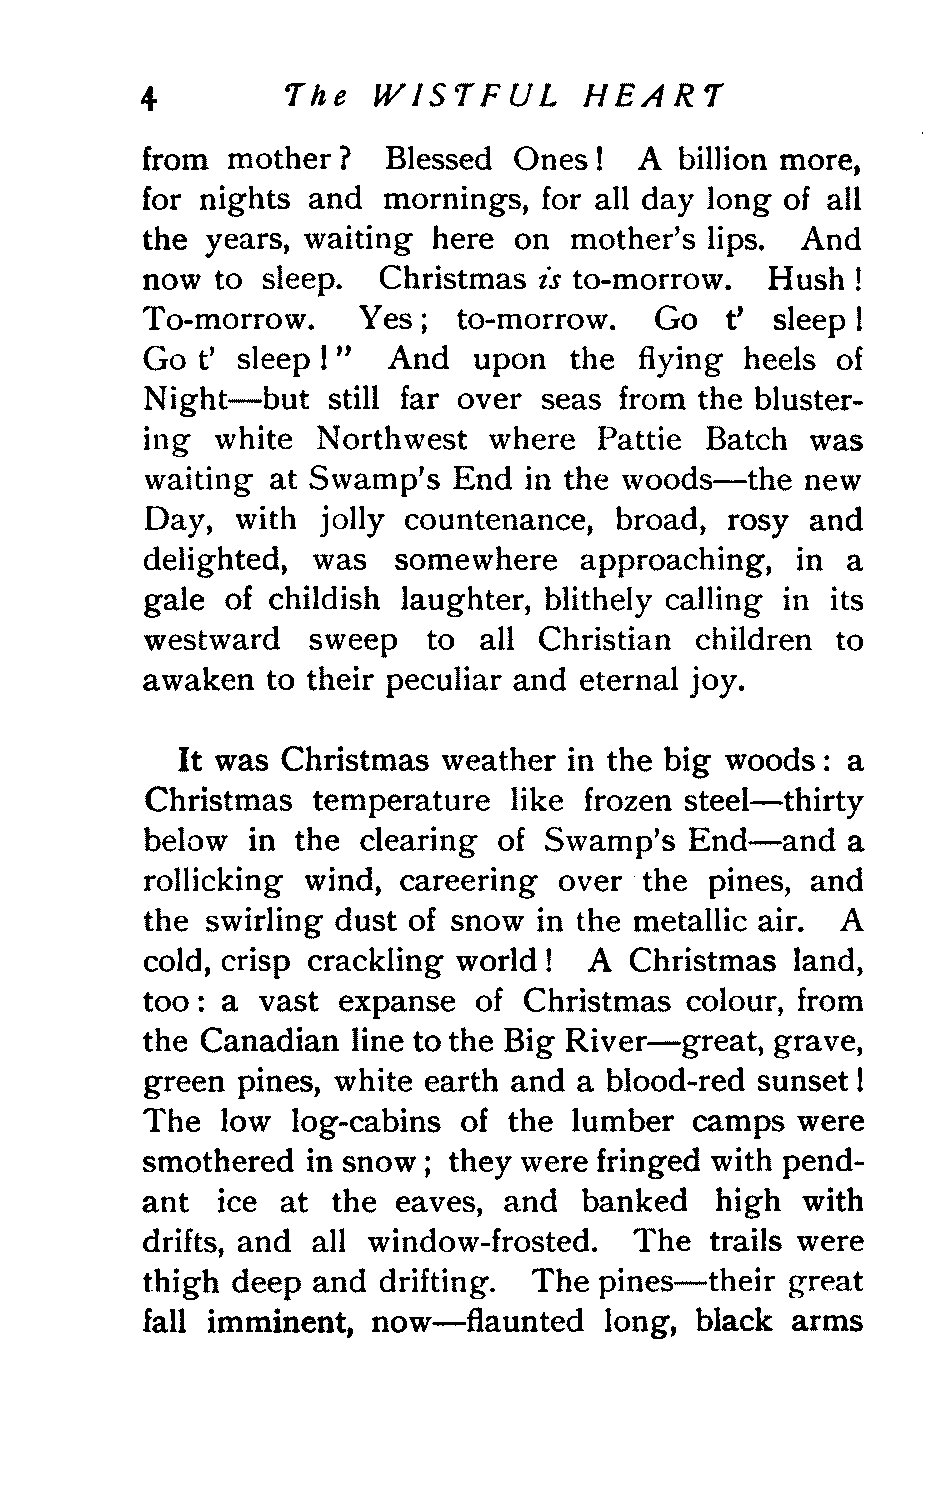 4 The WISTFUL HEART
from mother? Blessed Ones! A billion more,
for nights and mornings, for all day long of all
the years, waiting here on mother's lips. And
now to sleep. Christmas is to-morrow. Hush!
To-morrow. Yes; to-morrow. Go t' sleep!
Go t' sleep!" And upon the flying heels of
Night—but still far over seas from the bluster-
ing white Northwest where Pattie Batch was
waiting at Swamp's End in the woods—the new
Day, with jolly countenance, broad, rosy and
delighted, was somewhere approaching, in a
gale of childish laughter, blithely calling in its
westward sweep to all Christian children to
awaken to their peculiar and eternal joy.
It was Christmas weather in the big woods: a
Christmas temperature like frozen steel—thirty
below in the clearing of Swamp's End—and a
rollicking wind, careering over the pines, and
the swirling dust of snow in the metallic air. A
cold, crisp crackling world! A Christmas land,
too: a vast expanse of Christmas colour, from
the Canadian line to the Big River—great, grave,
green pines, white earth and a blood-red sunset!
The low log-cabins of the lumber camps were
smothered in snow; they were fringed with pend-
ant ice at the eaves, and banked high with
drifts, and all window-frosted. The trails were
thigh deep and drifting. The pines—their great
fall imminent, now—flaunted long, black arms